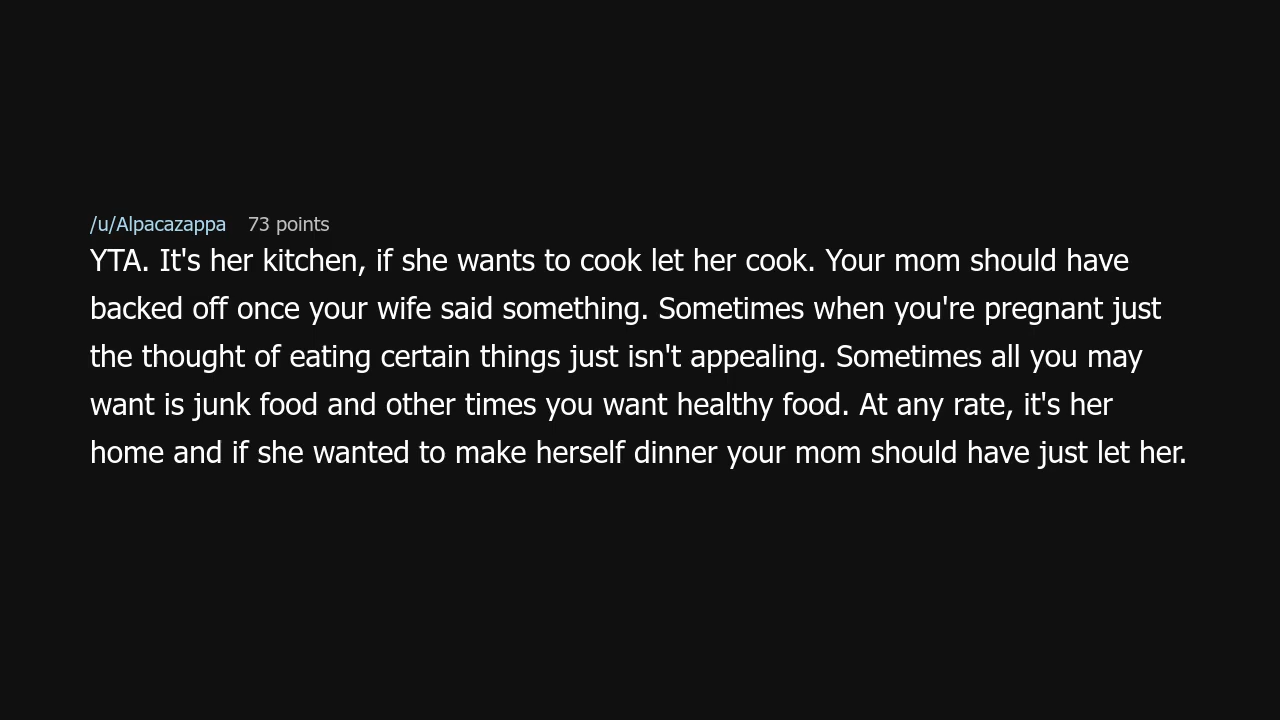 /u/Alpacazappa 73 points
YTA. It's her kitchen, if she wants to cook let her cook. Your mom should have
backed off once your wife said something. Sometimes when you're pregnant just
the thought of eating certain things just isn't appealing. Sometimes all you may
want is junk food and other times you want healthy food. At any rate, it's her
home and if she wanted to make herself dinner your mom should have just let her.